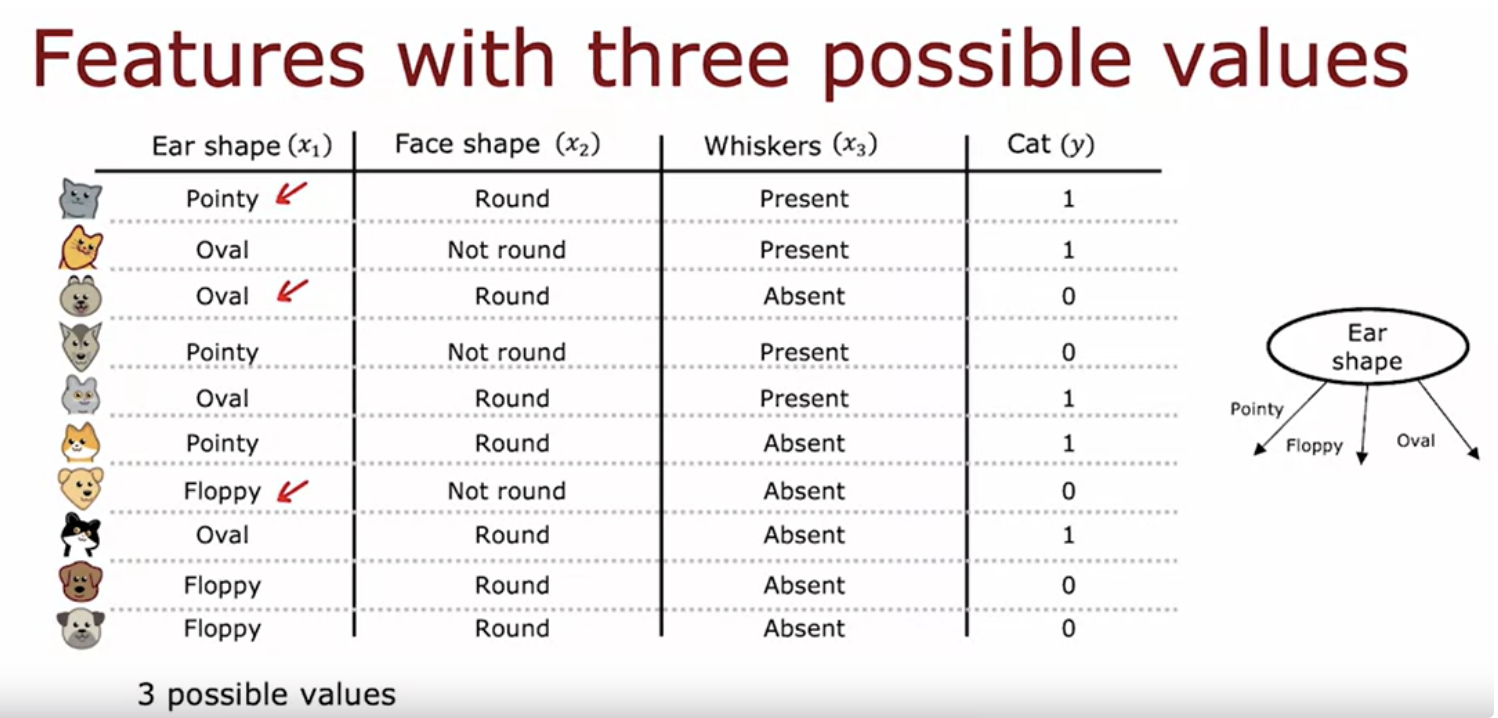 Features with three possible values
Ear shape (x₁) Face shape (x₂) Whiskers (x₃) Cat (y)
Pointy Round Present 1
Oval Not round Present 1
Oval Round Absent 0
Pointy Not round Present 0
Oval Round Present 1
Pointy Round Absent 1
Floppy Not round Absent 0
Oval Round Absent 1
Floppy Round Absent 0
Floppy Round Absent 0
3 possible values
Ear
shape
Pointy
Floppy
Oval